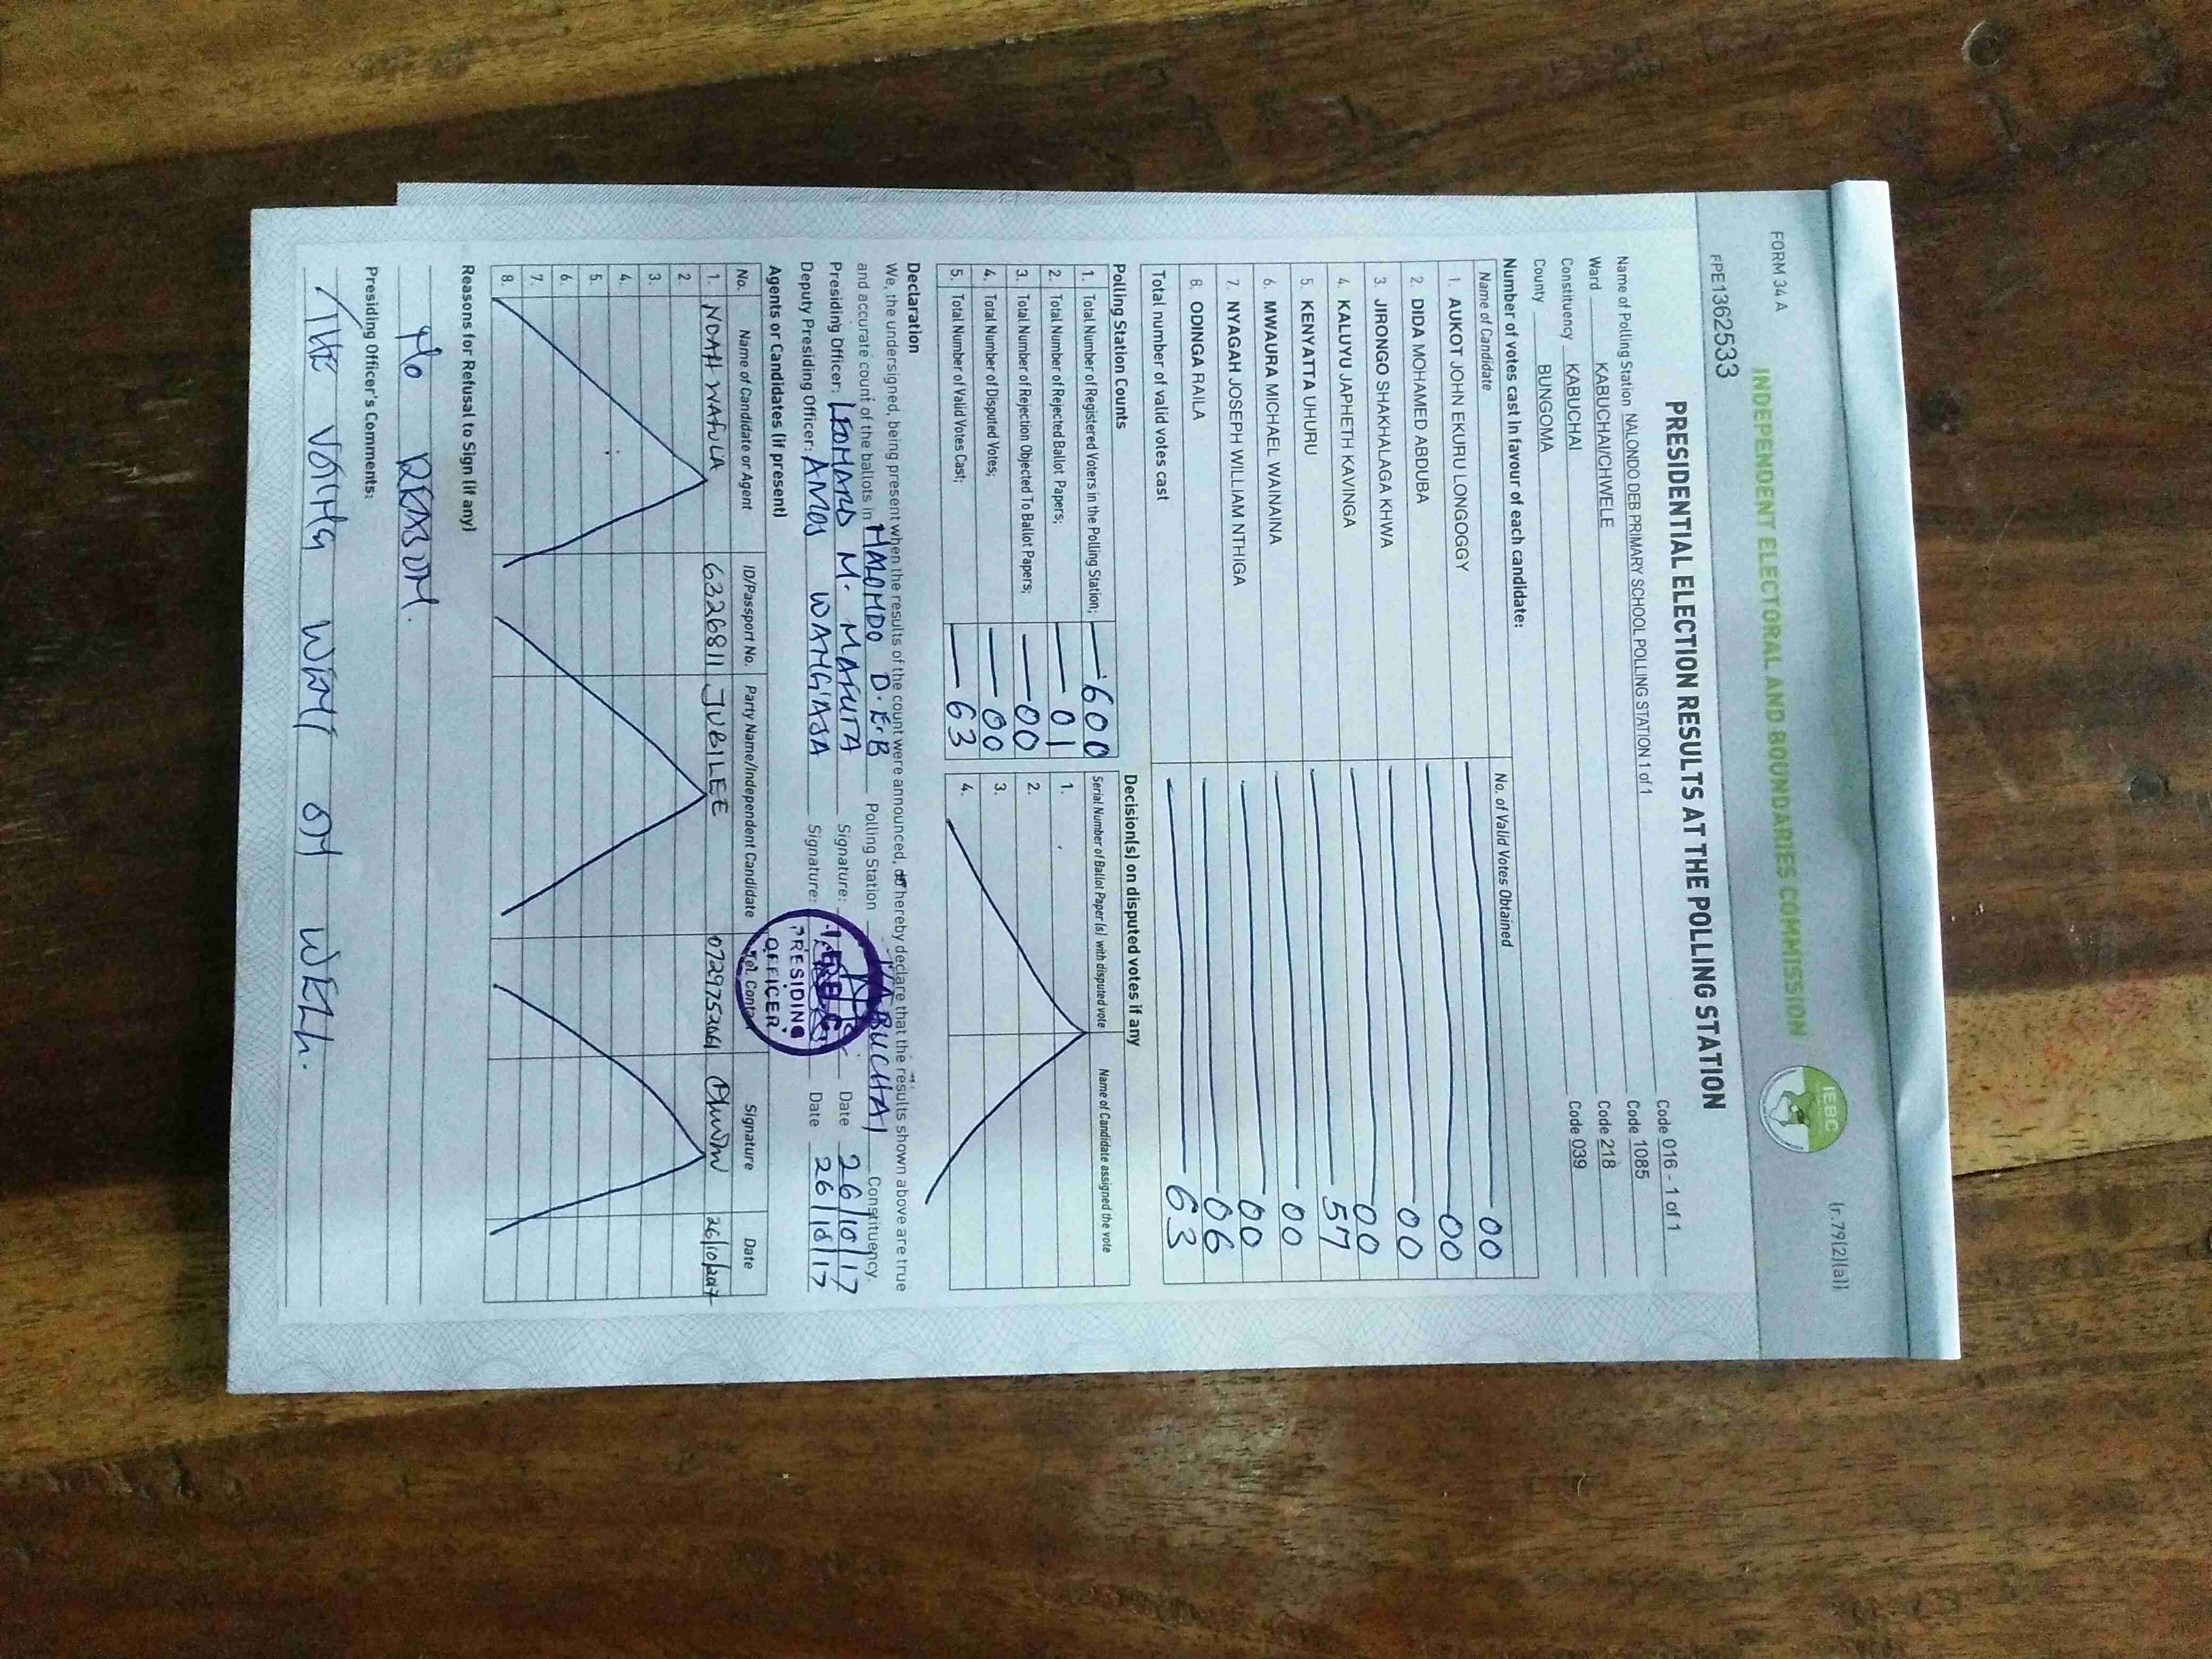 FORM 34 A
(r.79(2)(a))
INDEPENDENT ELECTORAL AND BOUNDARIES COMMISSION
IEBC
FPE1362533
PRESIDENTIAL ELECTION RESULTS AT THE POLLING STATION
Name of Polling Station NALONDO DEB PRIMARY SCHOOL POLLING STATION 1 of 1 Code 016 - 1 of 1
Ward KABUCHAI/CHWELE Code 1085
Constituency KABUCHAI Code 218
County BUNGOMA Code 039
Number of votes cast in favour of each candidate:
Name of Candidate No. of Valid Votes Obtained
1. AUKOT JOHN EKURU LONGOGGY 00
2. DIDA MOHAMED ABDUBA 00
3. JIRONGO SHAKHALAGA KHWA 00
4. KALUYU JAPHETH KAVINGA 00
5. KENYATTA UHURU 57
6. MWAURA MICHAEL WAINAINA 00
7. NYAGAH JOSEPH WILLIAM NTHIGA 00
8. ODINGA RAILA 06
Total number of valid votes cast 63
Polling Station Counts
1. Total Number of Registered Voters in the Polling Station; 600
2. Total Number of Rejected Ballot Papers; 01
3. Total Number of Rejection Objected To Ballot Papers; 00
4. Total Number of Disputed Votes; 00
5. Total Number of Valid Votes Cast; 63
Decision(s) on disputed votes if any
Serial Number of Ballot Paper (s) with disputed vote Name of Candidate assigned the vote
1.
2.
3.
4.
Declaration
We, the undersigned, being present when the results of the count were announced, do hereby declare that the results shown above are true
and accurate count of the ballots in NALONDO D.E.B Polling Station KABUCHAI Constituency.
Presiding Officer: LEONARD M. MAFUTA Signature: Date 26/10/17
Deputy Presiding Officer: AMOS WANG'AJA Signature: Date 26/10/17
IEBC
PRESIDING
OFFICER
Agents or Candidates (if present)
No. Name of Candidate or Agent ID/Passport No. Party Name/Independent Candidate Tel. Contact Signature Date
1. NOAH WAFULA 6326811 JUBILEE 0729753661 26/10/2017
2
3.
4.
5.
6.
7.
8.
Reasons for Refusal to Sign (if any)
NO REASON.
Presiding Officer's Comments:
THE VOTING WENT ON WELL.